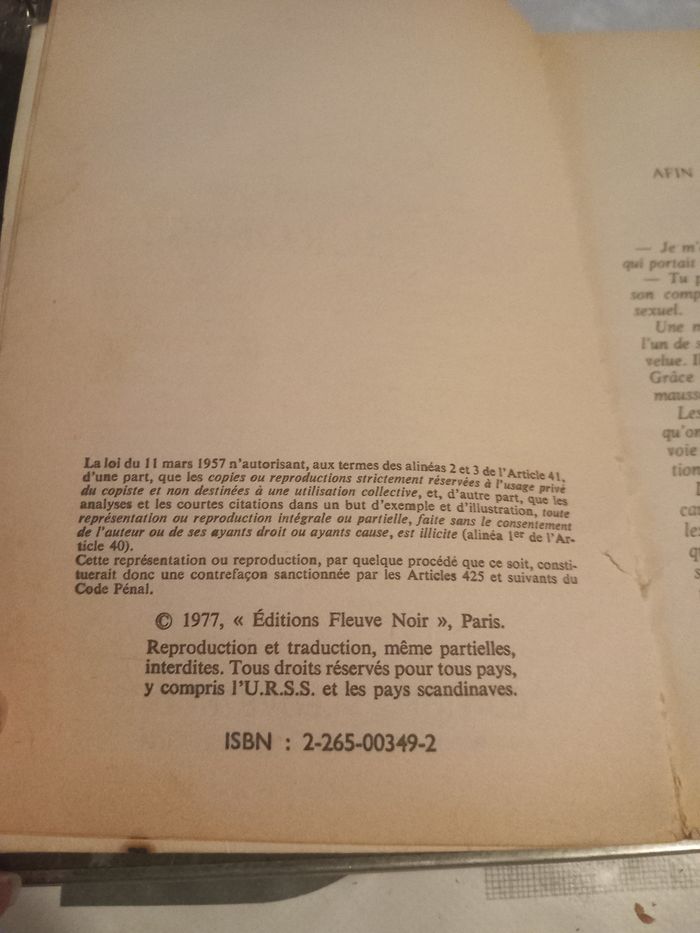 La loi du 11 mars 1957 n'autorisant, aux termes des alinéas 2 et 3 de l'Article 41,
d'une part, que les copies ou reproductions strictement réservées à l'usage privé
du copiste et non destinées à une utilisation collective, et, d'autre part, que les
analyses et les courtes citations dans un but d'exemple et d'illustration, toute
représentation ou reproduction intégrale ou partielle, faite sans le consentement
de l'auteur ou de ses ayants droit ou ayants cause, est illicite (alinéa 1er de l'Ar-
ticle 40).
Cette représentation ou reproduction, par quelque procédé que ce soit, consti-
tuerait donc une contrefaçon sanctionnée par les Articles 425 et suivants du
Code Pénal.
© 1977, « Éditions Fleuve Noir », Paris.
Reproduction et traduction, même partielles,
interdites. Tous droits réservés pour tous pays,
y compris l'U.R.S.S. et les pays scandinaves.
ISBN : 2-265-00349-2
AFIN
— Je m'
qui portait
— Tu
son comp
sexuel.
Une
l'un de
velue.
Grâce
mauss
Les
qu'on
voie
tion